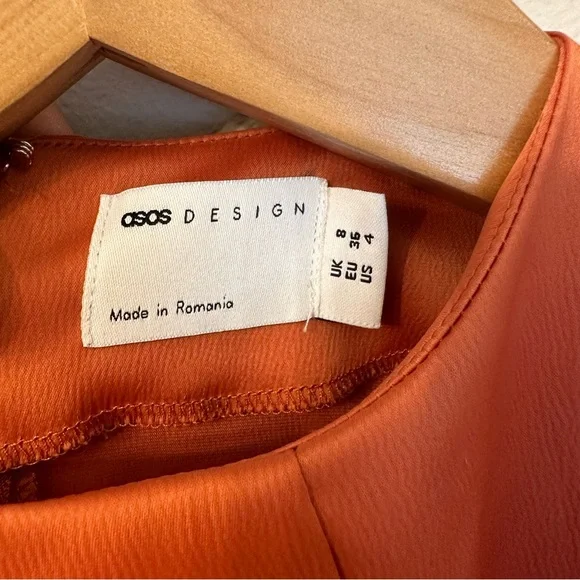 asos DESIGN
Made in Romania
UK 8
EU 36
US 4